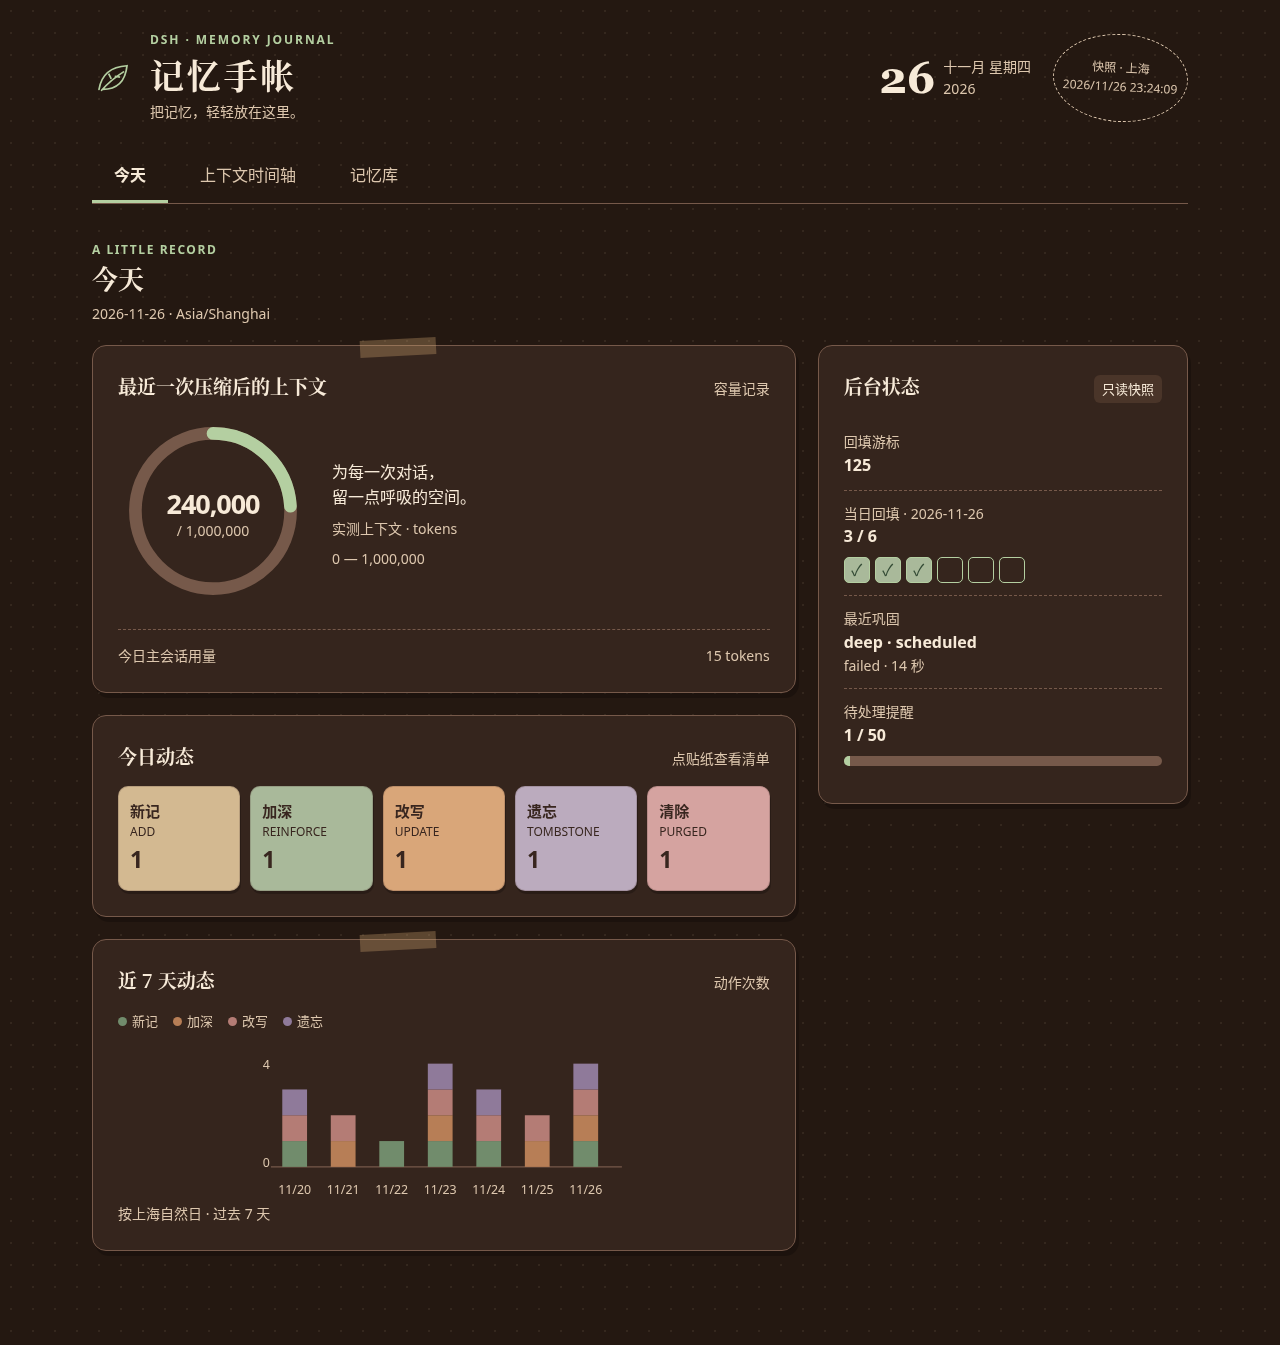 DSH · MEMORY JOURNAL
记忆手帐
把记忆，轻轻放在这里。
26
十一月 星期四
2026
快照 · 上海
2026/11/26 23:24:09
今天
上下文时间轴
记忆库
A LITTLE RECORD
今天
2026-11-26 · Asia/Shanghai
最近一次压缩后的上下文
容量记录
240,000
/ 1,000,000
为每一次对话，
留一点呼吸的空间。
实测上下文 · tokens
0 — 1,000,000
今日主会话用量
15 tokens
后台状态
只读快照
回填游标
125
当日回填 · 2026-11-26
3 / 6
✓ ✓ ✓
最近巩固
deep · scheduled
failed · 14 秒
待处理提醒
1 / 50
今日动态
点贴纸查看清单
新记
ADD
1
加深
REINFORCE
1
改写
UPDATE
1
遗忘
TOMBSTONE
1
清除
PURGED
1
近 7 天动态
动作次数
新记 加深 改写 遗忘
4
0
11/20 11/21 11/22 11/23 11/24 11/25 11/26
按上海自然日 · 过去 7 天